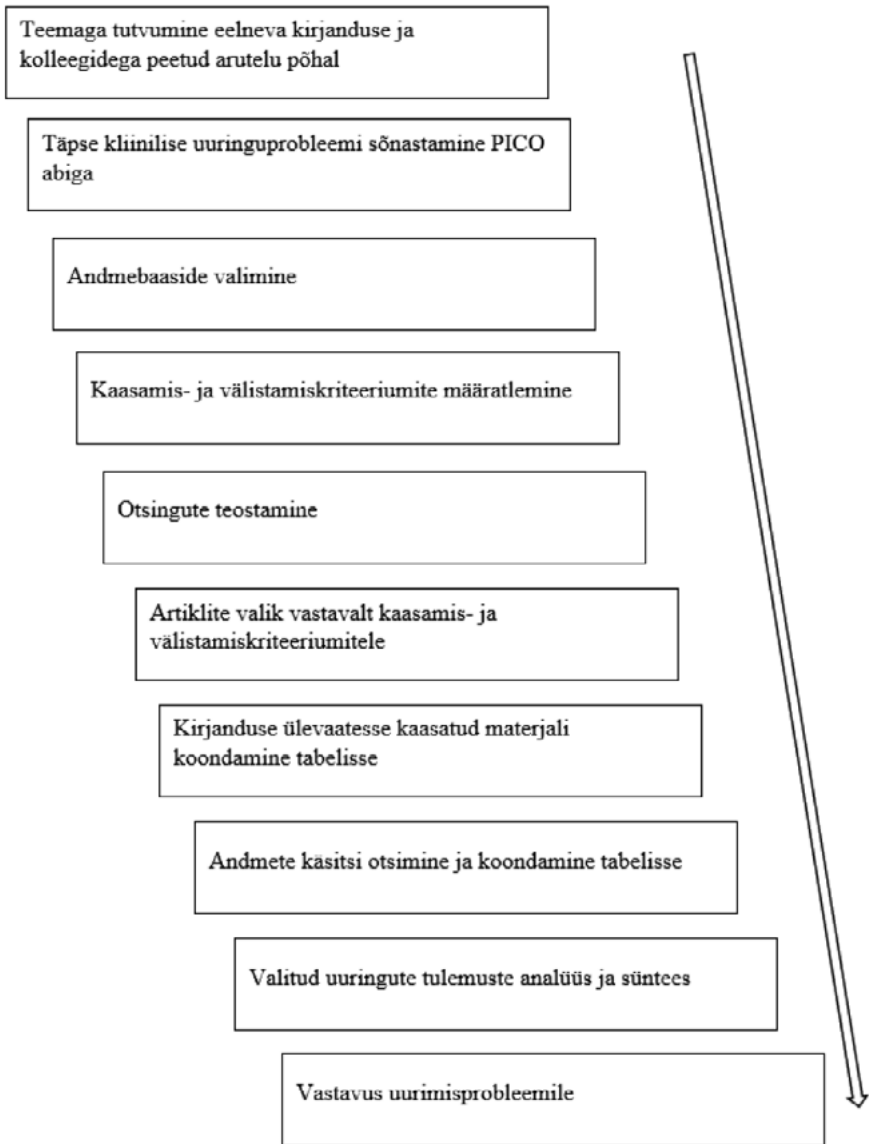 Teemaga tutvumine eelneva kirjanduse ja
kolleegidega peetud arutelu põhal
Täpse kliinilise uuringuprobleemi sõnastamine PICO
abiga
Andmebaaside valimine
Kaasamis- ja välistamiskriteeriumite määratlemine
Otsingute teostamine
Artiklite valik vastavalt kaasamis- ja
välistamiskriteeriumitele
Kirjanduse ülevaatesse kaasatud materjali
koondamine tabelisse
Andmete käsitsi otsimine ja koondamine tabelisse
Valitud uuringute tulemuste analüüs ja süntees
Vastavus uurimisprobleemile